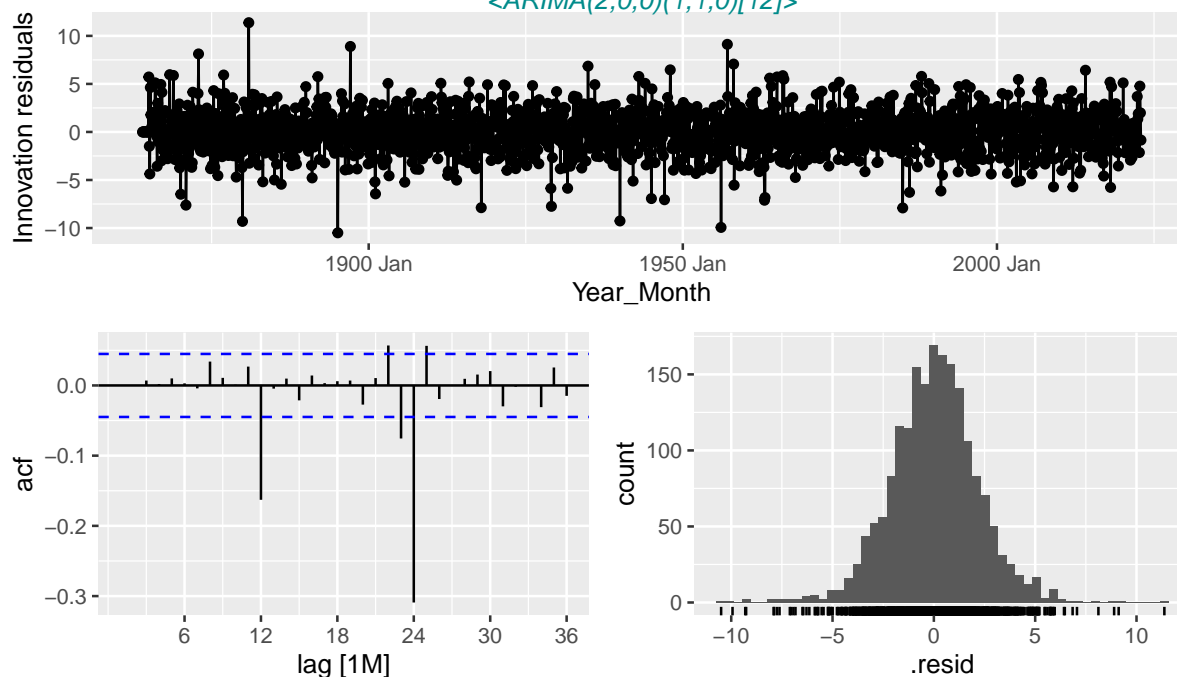 <ARIMA(2,0,0)(1,1,0)[12]>
Innovation residuals
10
5
0
−5
−10
1900 Jan
1950 Jan
2000 Jan
Year_Month
acf
0.0
−0.1
−0.2
−0.3
6
12
18
24
30
36
lag [1M]
count
150
100
50
0
−10
−5
0
5
10
.resid